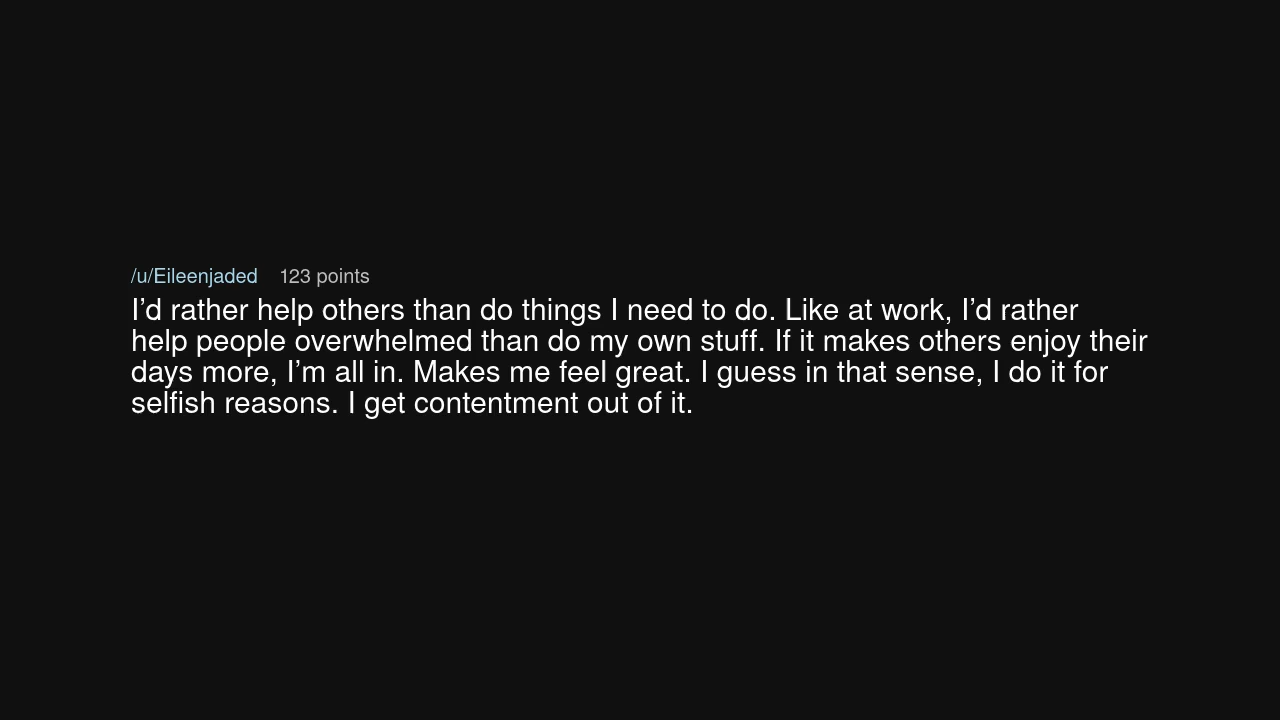 /u/Eileenjaded 123 points
I’d rather help others than do things I need to do. Like at work, I’d rather
help people overwhelmed than do my own stuff. If it makes others enjoy their
days more, I’m all in. Makes me feel great. I guess in that sense, I do it for
selfish reasons. I get contentment out of it.